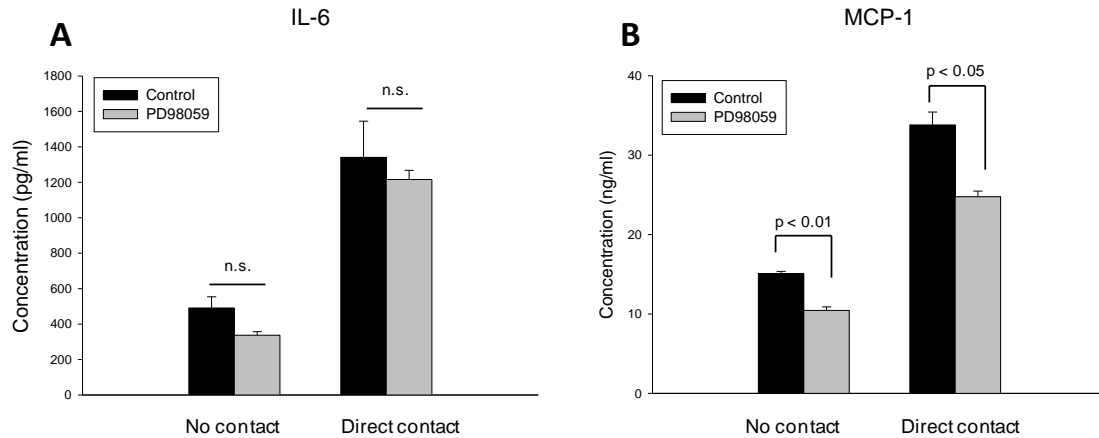 IL-6
A
Control
PD98059
n.s.
n.s.
Concentration (pg/ml)
1800
1600
1400
1200
1000
800
600
400
200
0
No contact
Direct contact
MCP-1
B
Control
PD98059
p < 0.05
p < 0.01
Concentration (ng/ml)
40
30
20
10
0
No contact
Direct contact